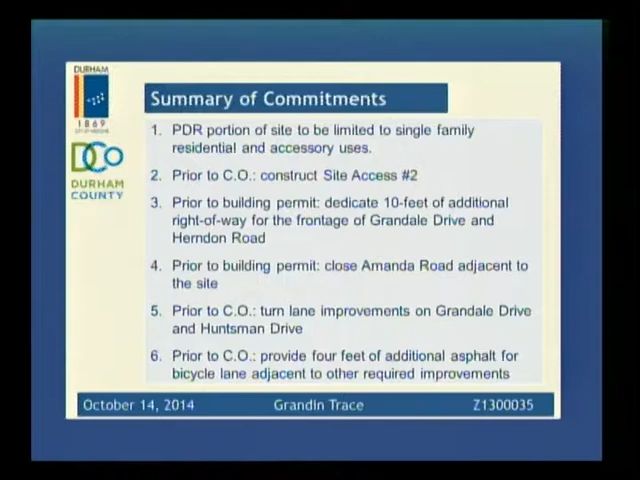 DURHAM
1869
CITY OF MEDICINE
DCO
DURHAM
COUNTY
Summary of Commitments
1. PDR portion of site to be limited to single family
residential and accessory uses.
2. Prior to C.O.: construct Site Access #2
3. Prior to building permit: dedicate 10-feet of additional
right-of-way for the frontage of Grandale Drive and
Herndon Road
4. Prior to building permit: close Amanda Road adjacent to
the site
5. Prior to C.O.: turn lane improvements on Grandale Drive
and Huntsman Drive
6. Prior to C.O.: provide four feet of additional asphalt for
bicycle lane adjacent to other required improvements
October 14, 2014
Grandin Trace
Z1300035